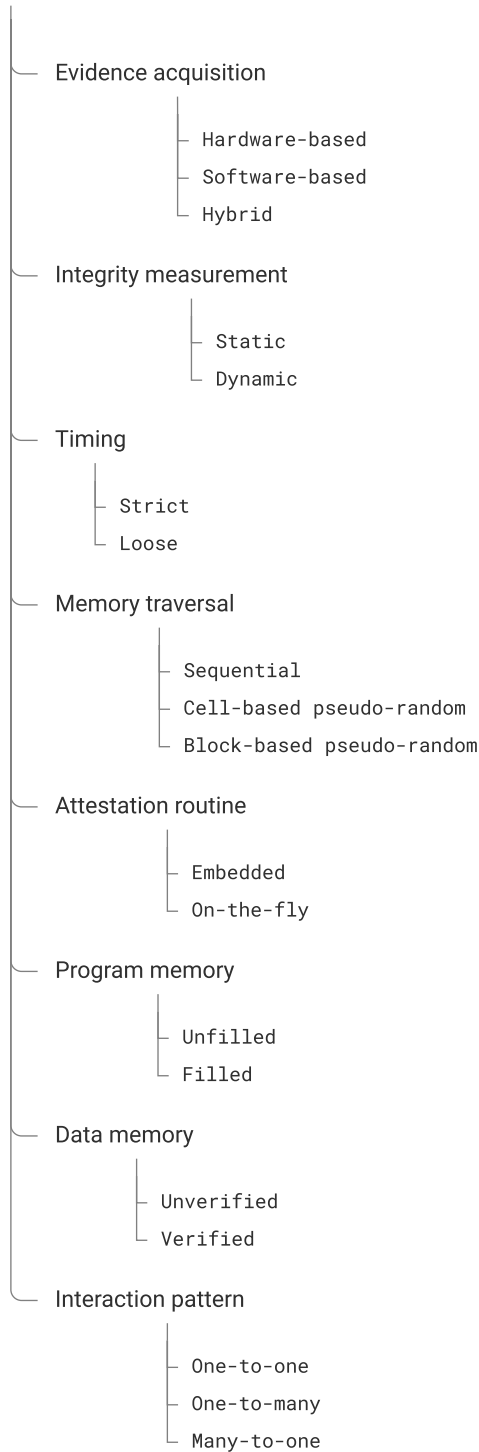 Evidence acquisition
Hardware-based
Software-based
Hybrid
Integrity measurement
Static
Dynamic
Timing
Strict
Loose
Memory traversal
Sequential
Cell-based pseudo-random
Block-based pseudo-random
Attestation routine
Embedded
On-the-fly
Program memory
Unfilled
Filled
Data memory
Unverified
Verified
Interaction pattern
One-to-one
One-to-many
Many-to-one